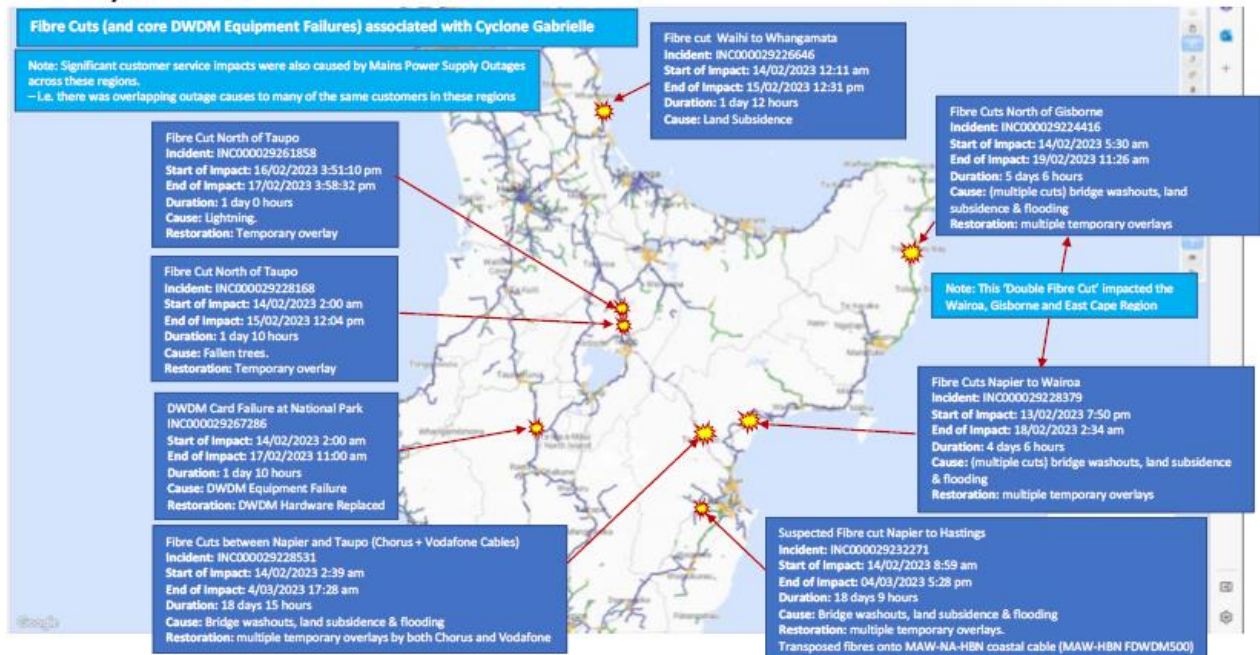 Fibre Cuts (and core DWDM Equipment Failures) associated with Cyclone Gabrielle
Note: Significant customer service impacts were also caused by Mains Power Supply Outages
across these regions.
– i.e. there was overlapping outage causes to many of the same customers in these regions
Fibre cut Waihi to Whangamata
Incident: INC000029226646
Start of Impact: 14/02/2023 12:11 am
End of Impact: 15/02/2023 12:31 pm
Duration: 1 day 12 hours
Cause: Land Subsidence
Fibre Cuts North of Gisborne
Incident: INC000029224416
Start of Impact: 14/02/2023 5:30 am
End of Impact: 19/02/2023 11:26 am
Duration: 5 days 6 hours
Cause: (multiple cuts) bridge washouts, land
subsidence & flooding
Restoration: multiple temporary overlays
Fibre Cut North of Taupo
Incident: INC000029261858
Start of Impact: 16/02/2023 3:51:10 pm
End of Impact: 17/02/2023 3:58:32 pm
Duration: 1 day 0 hours
Cause: Lightning.
Restoration: Temporary overlay
Fibre Cut North of Taupo
Incident: INC000029228168
Start of Impact: 14/02/2023 2:00 am
End of Impact: 15/02/2023 12:04 pm
Duration: 1 day 10 hours
Cause: Fallen trees.
Restoration: Temporary overlay
Note: This 'Double Fibre Cut' impacted the
Wairoa, Gisborne and East Cape Region
Fibre Cuts Napier to Wairoa
Incident: INC000029228379
Start of Impact: 13/02/2023 7:50 pm
End of Impact: 18/02/2023 2:34 am
Duration: 4 days 6 hours
Cause: (multiple cuts) bridge washouts, land subsidence
& flooding
Restoration: multiple temporary overlays
DWDM Card Failure at National Park
INC000029267286
Start of Impact: 14/02/2023 2:00 am
End of Impact: 17/02/2023 11:00 am
Duration: 1 day 10 hours
Cause: DWDM Equipment Failure
Restoration: DWDM Hardware Replaced
Fibre Cuts between Napier and Taupo (Chorus + Vodafone Cables)
Incident: INC000029228531
Start of Impact: 14/02/2023 2:39 am
End of Impact: 4/03/2023 17:28 am
Duration: 18 days 15 hours
Cause: Bridge washouts, land subsidence & flooding
Restoration: multiple temporary overlays by both Chorus and Vodafone
Suspected Fibre cut Napier to Hastings
Incident: INC000029232271
Start of Impact: 14/02/2023 8:59 am
End of Impact: 04/03/2023 5:28 pm
Duration: 18 days 9 hours
Cause: Bridge washouts, land subsidence & flooding
Restoration: multiple temporary overlays.
Transposed fibres onto MAW-NA-HBN coastal cable (MAW-HBN FDWDM500)
Google